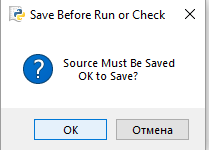 Save Before Run or Check
Source Must Be Saved
OK to Save?
OK
Отмена